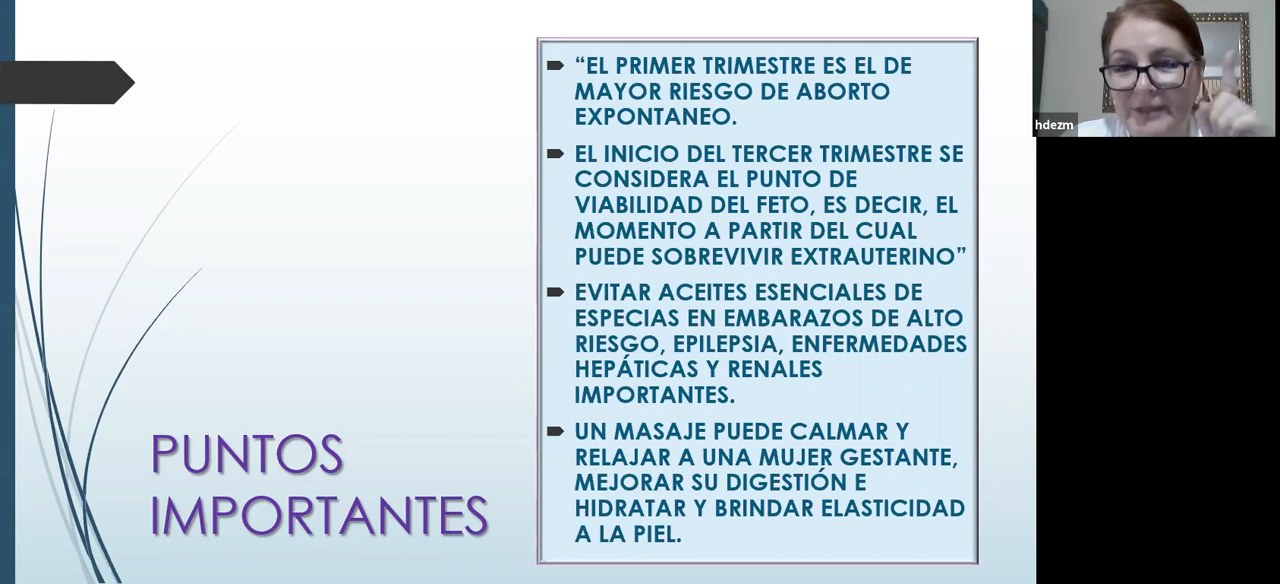 “EL PRIMER TRIMESTRE ES EL DE
MAYOR RIESGO DE ABORTO
EXPONTANEO.
EL INICIO DEL TERCER TRIMESTRE SE
CONSIDERA EL PUNTO DE
VIABILIDAD DEL FETO, ES DECIR, EL
MOMENTO A PARTIR DEL CUAL
PUEDE SOBREVIVIR EXTRAUTERINO”
EVITAR ACEITES ESENCIALES DE
ESPECIAS EN EMBARAZOS DE ALTO
RIESGO, EPILEPSIA, ENFERMEDADES
HEPÁTICAS Y RENALES
IMPORTANTES.
UN MASAJE PUEDE CALMAR Y
RELAJAR A UNA MUJER GESTANTE,
MEJORAR SU DIGESTIÓN E
HIDRATAR Y BRINDAR ELASTICIDAD
A LA PIEL.
PUNTOS
IMPORTANTES
hdezm